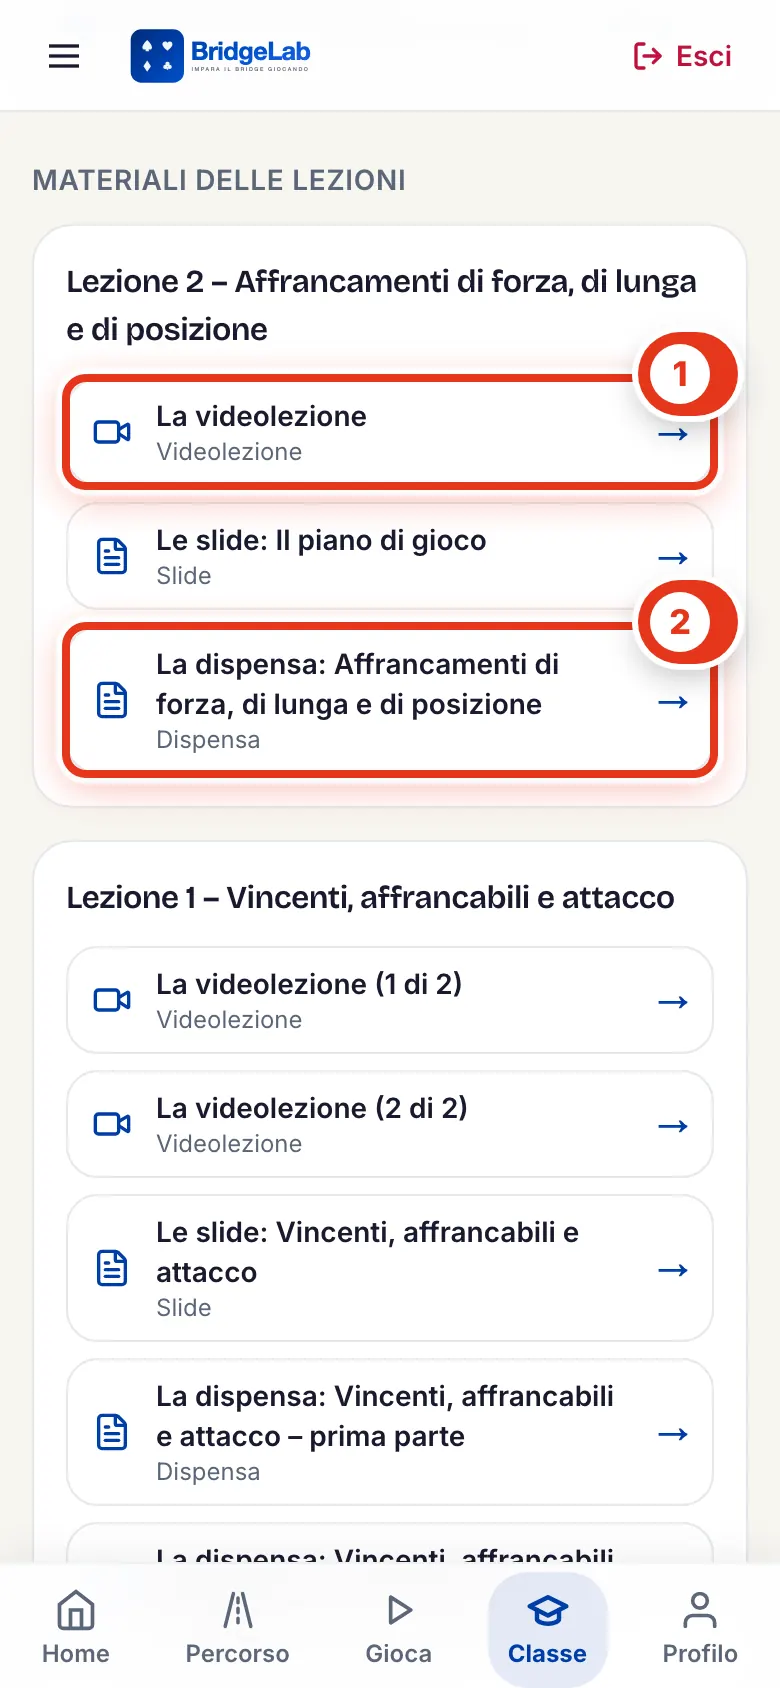 BridgeLab
IMPARA IL BRIDGE GIOCANDO
Esci
MATERIALI DELLE LEZIONI
Lezione 2 – Affrancamenti di forza, di lunga
e di posizione
1
La videolezione
Videolezione
Le slide: Il piano di gioco
Slide
2
La dispensa: Affrancamenti di
forza, di lunga e di posizione
Dispensa
Lezione 1 – Vincenti, affrancabili e attacco
La videolezione (1 di 2)
Videolezione
La videolezione (2 di 2)
Videolezione
Le slide: Vincenti, affrancabili e
attacco
Slide
La dispensa: Vincenti, affrancabili
e attacco – prima parte
Dispensa
La dispensa: Vincenti, affrancabili
Home
Percorso
Gioca
Classe
Profilo